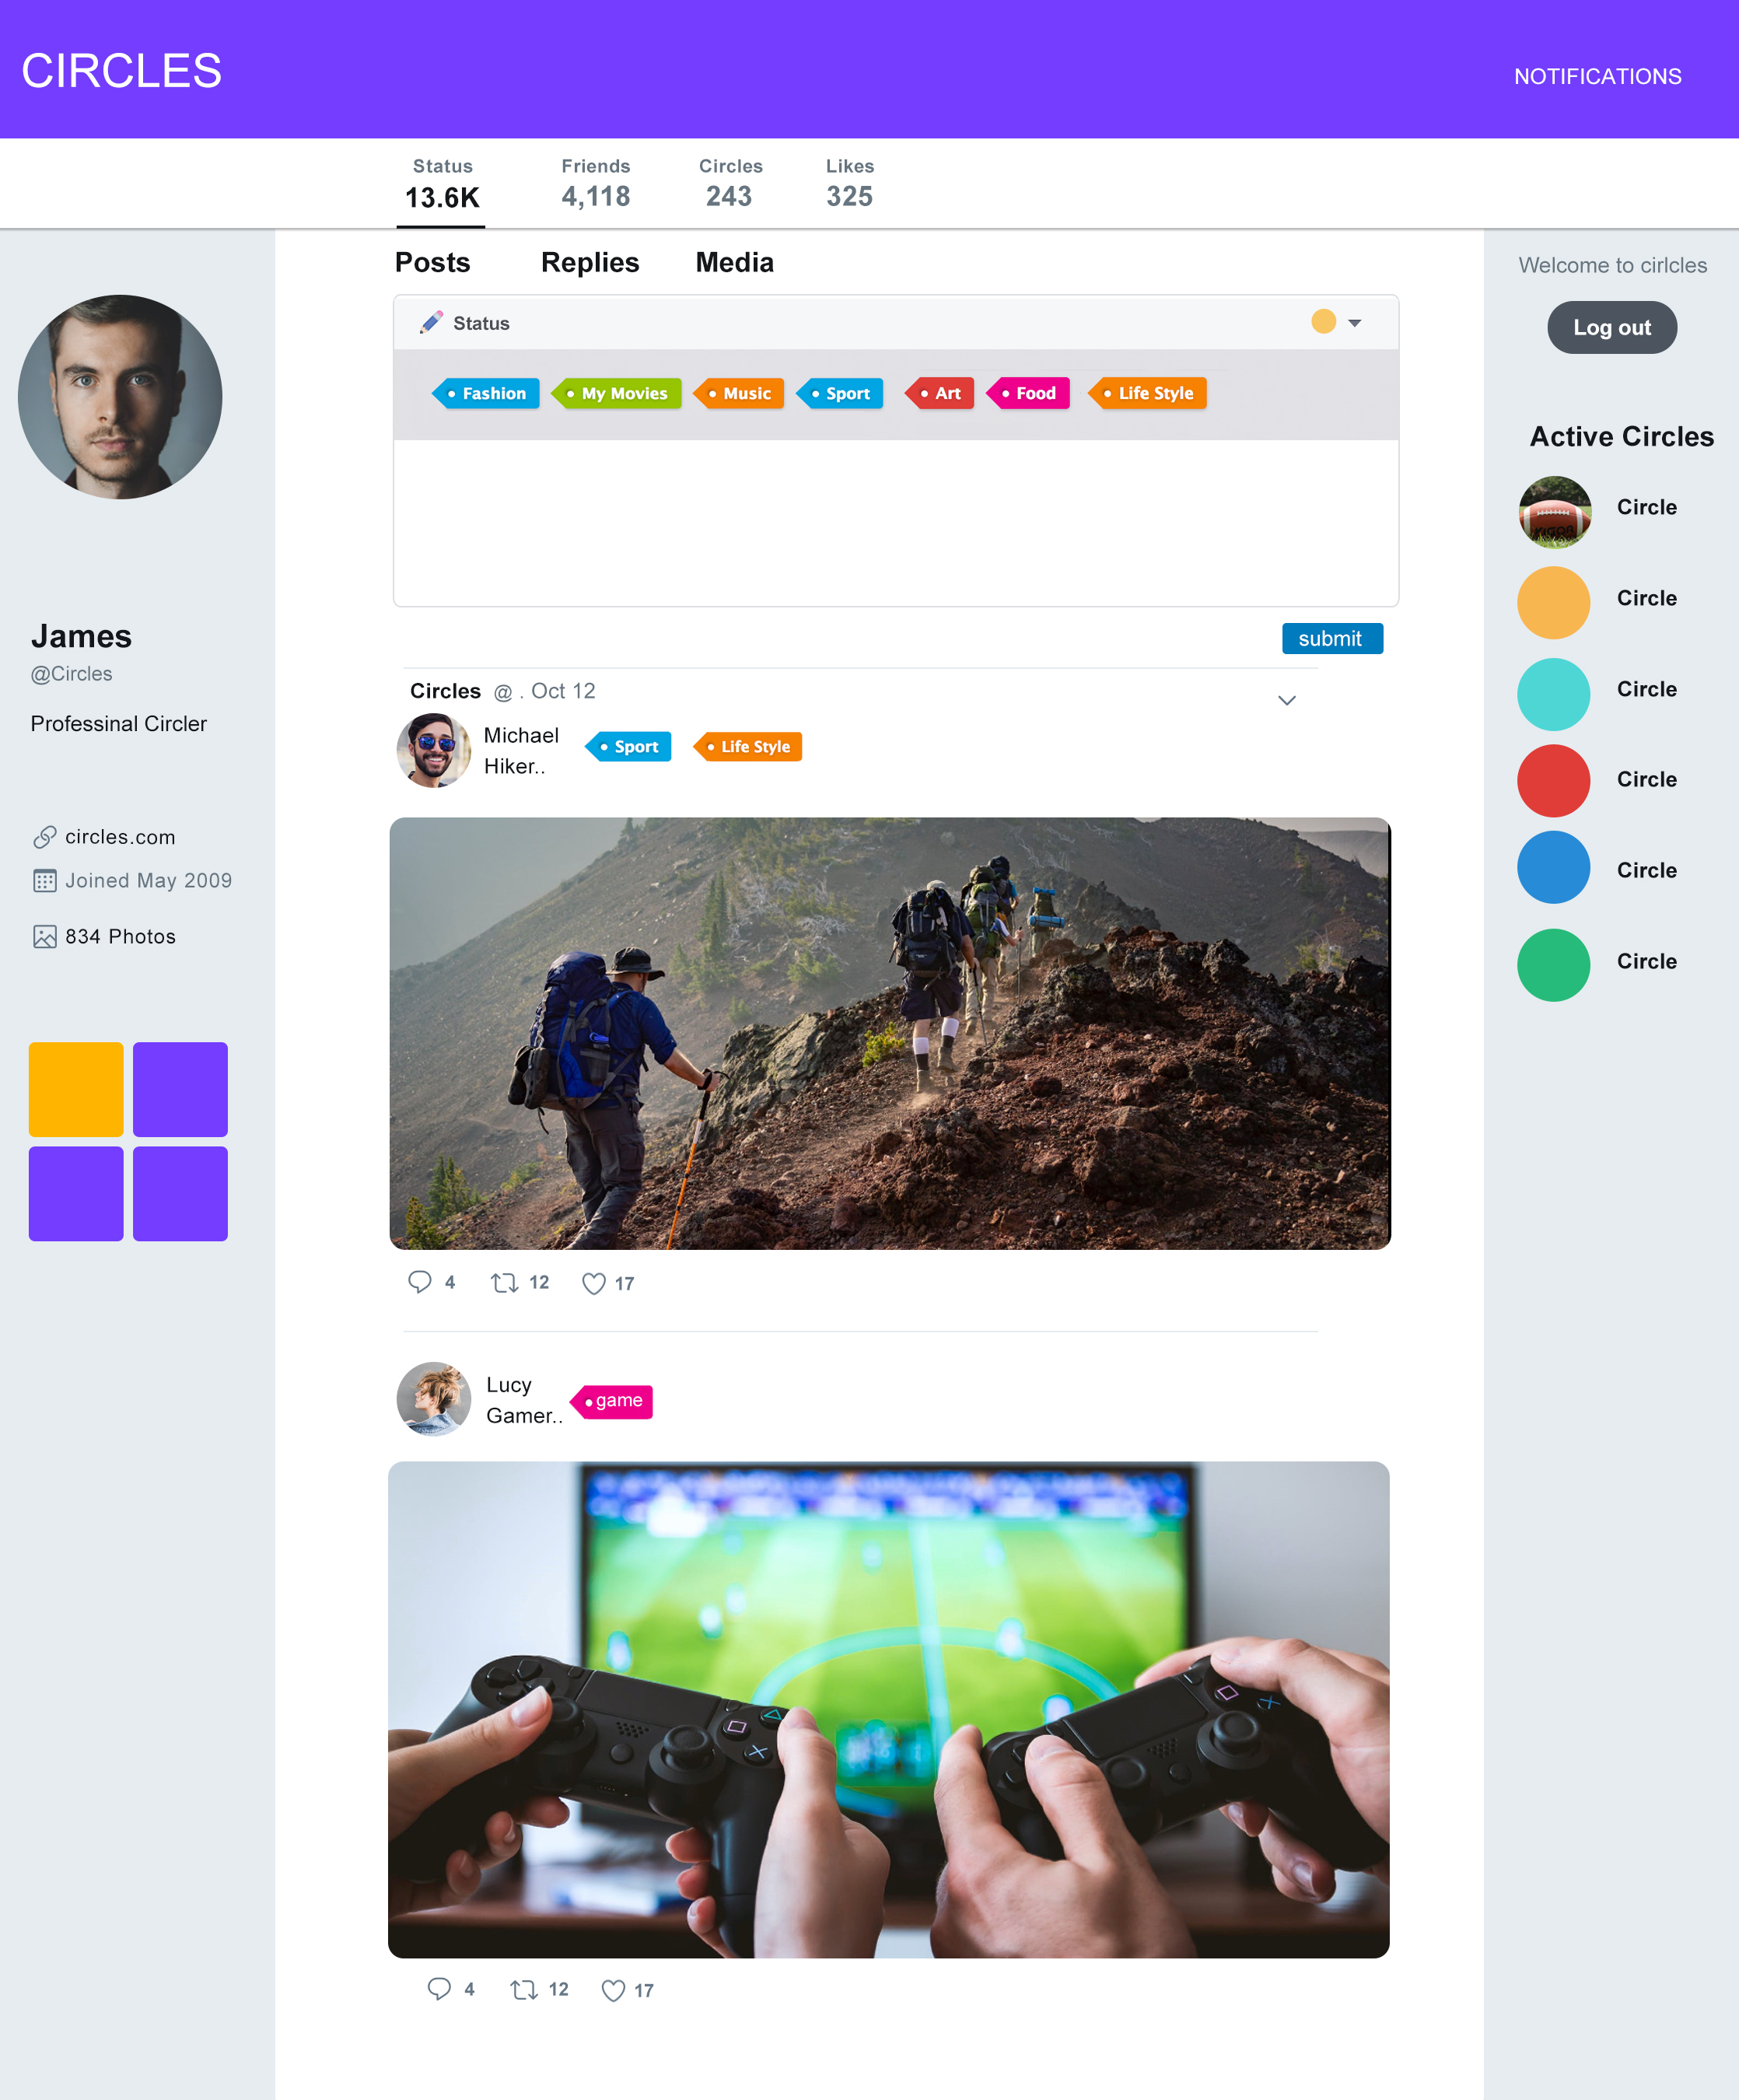 CIRCLES
NOTIFICATIONS
Status
13.6K
Friends
4,118
Circles
243
Likes
325
Posts
Replies
Media
Welcome to cirlcles
Log out
Status
Fashion
My Movies
Music
Sport
Art
Food
Life Style
submit
James
@Circles
Professinal Circler
circles.com
Joined May 2009
834 Photos
Circles @ . Oct 12
Michael
Hiker..
Sport
Life Style
4
12
17
Lucy
Gamer..
game
4
12
17
Active Circles
Circle
Circle
Circle
Circle
Circle
Circle